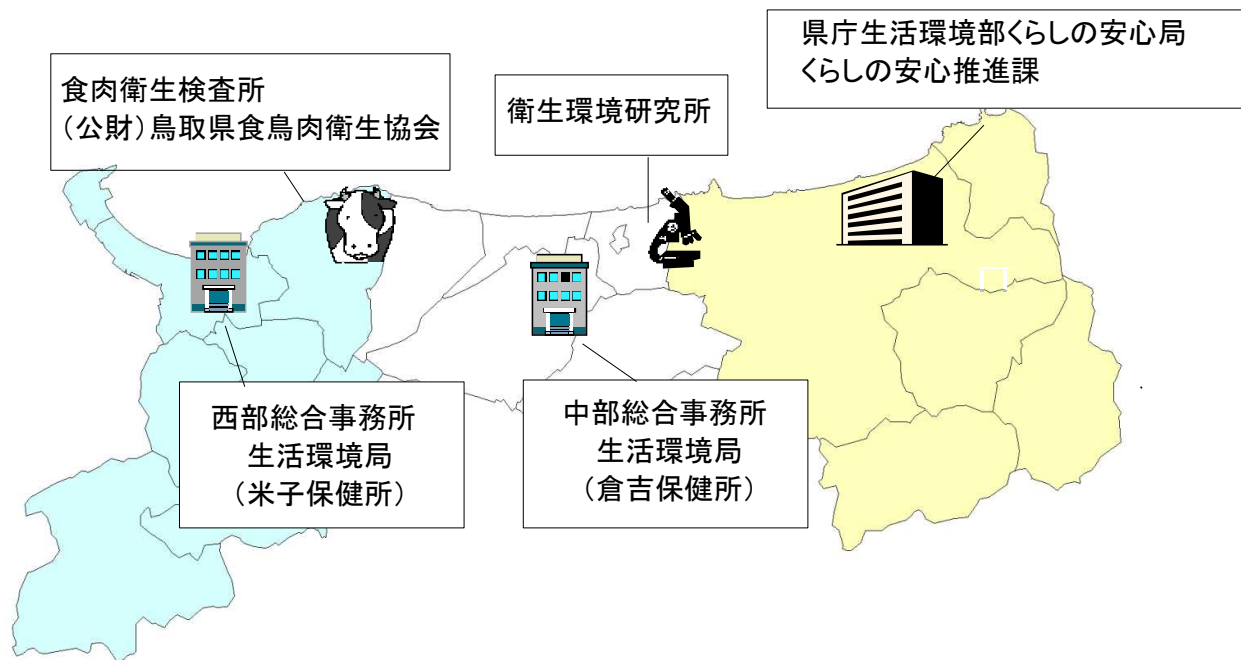 県庁生活環境部くらしの安心局
くらしの安心推進課
食肉衛生検査所
（公財）鳥取県食鳥肉衛生協会
衛生環境研究所
西部総合事務所
生活環境局
（米子保健所）
中部総合事務所
生活環境局
（倉吉保健所）